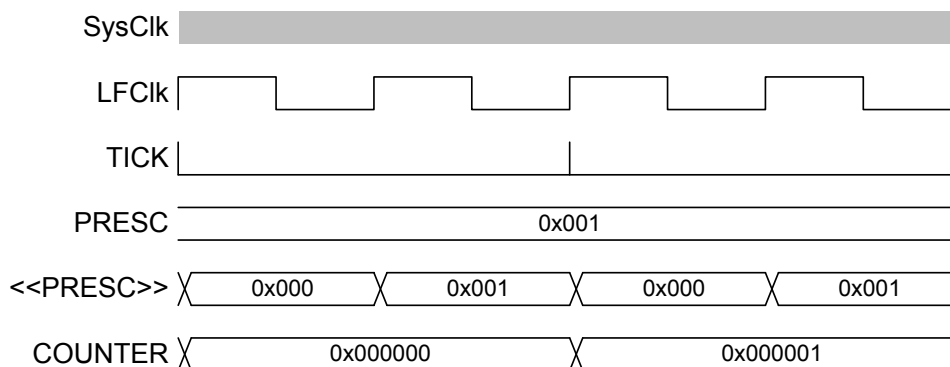 SysClk
LFClk
TICK
PRESC 0x001
<<PRESC>> 0x000 0x001 0x000 0x001
COUNTER 0x000000 0x000001